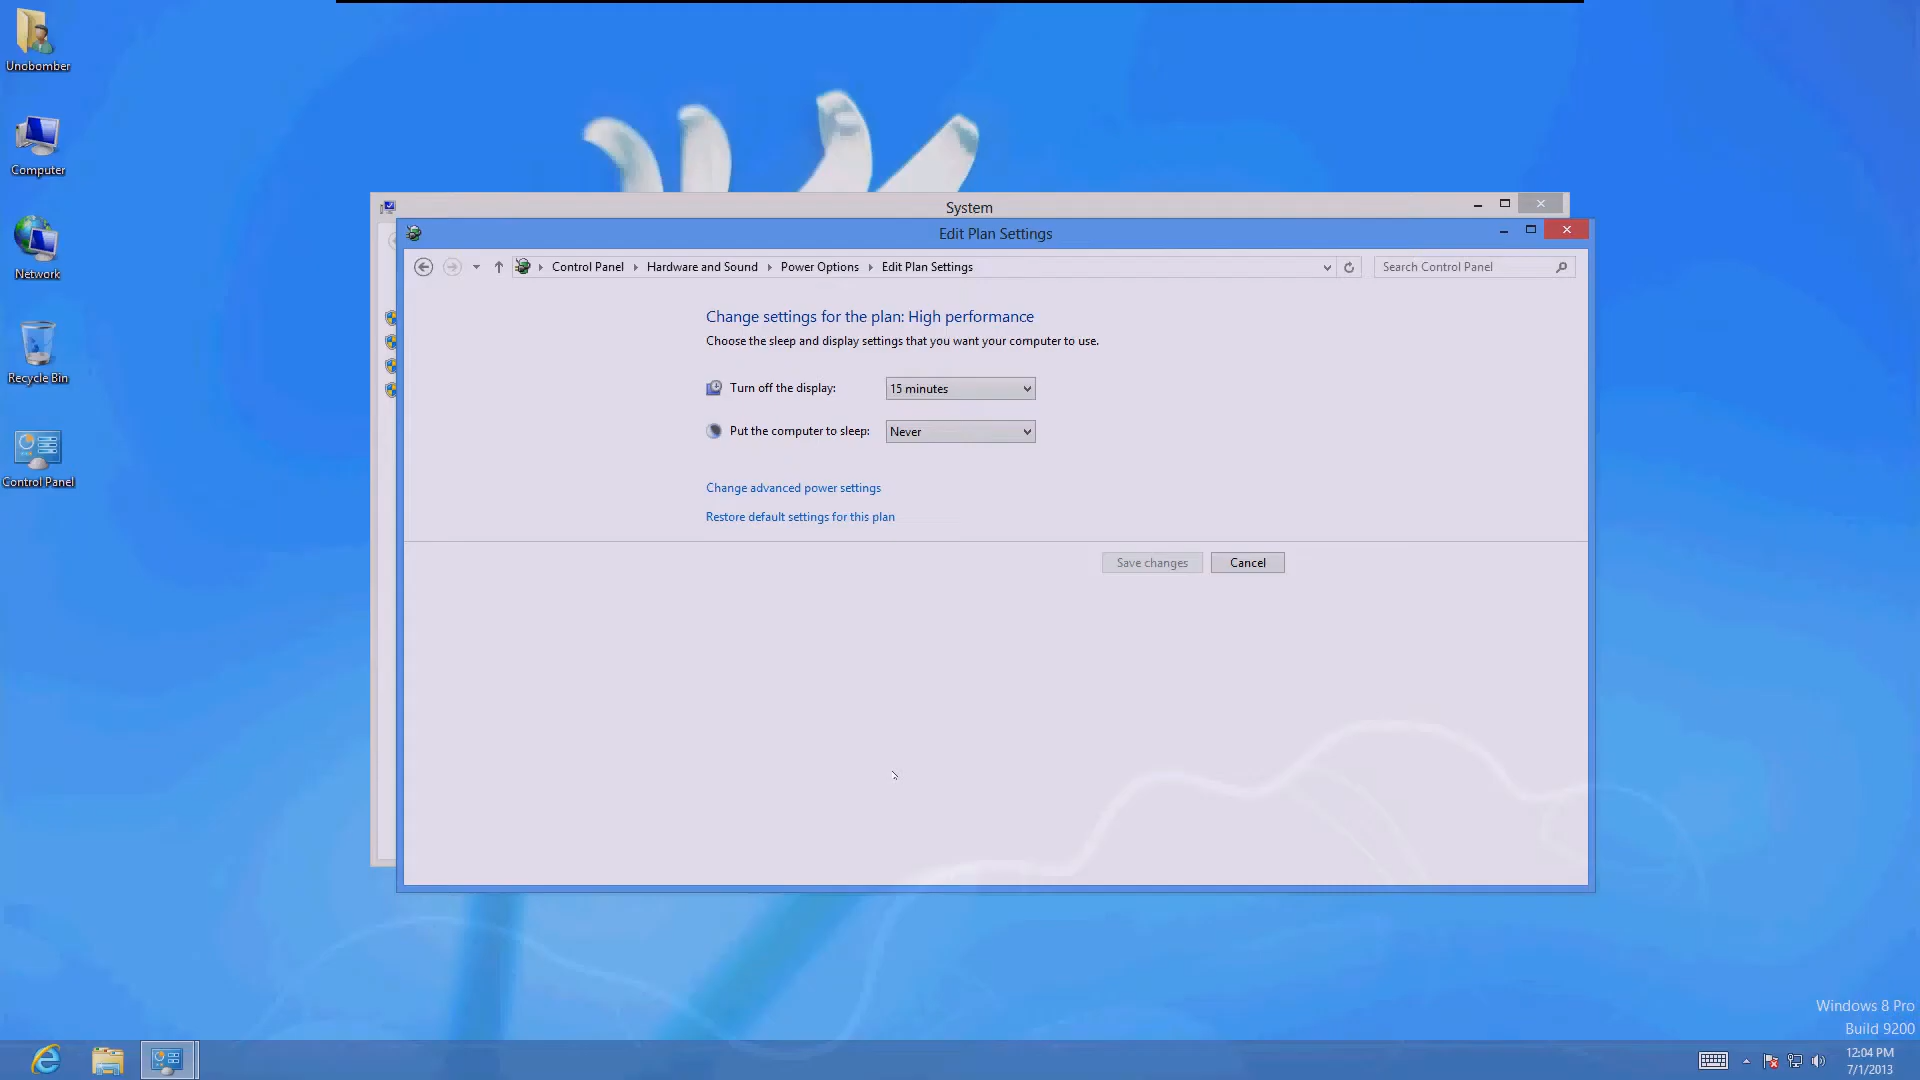 Unobomber
Computer
Network
Recycle Bin
Control Panel
System
Edit Plan Settings
Control Panel
Hardware and Sound
Power Options
Edit Plan Settings
Search Control Panel
Change settings for the plan: High performance
Choose the sleep and display settings that you want your computer to use.
Turn off the display:
15 minutes
Put the computer to sleep:
Never
Change advanced power settings
Restore default settings for this plan
Save changes
Cancel
Windows 8 Pro
Build 9200
12:04 PM
7/1/2013